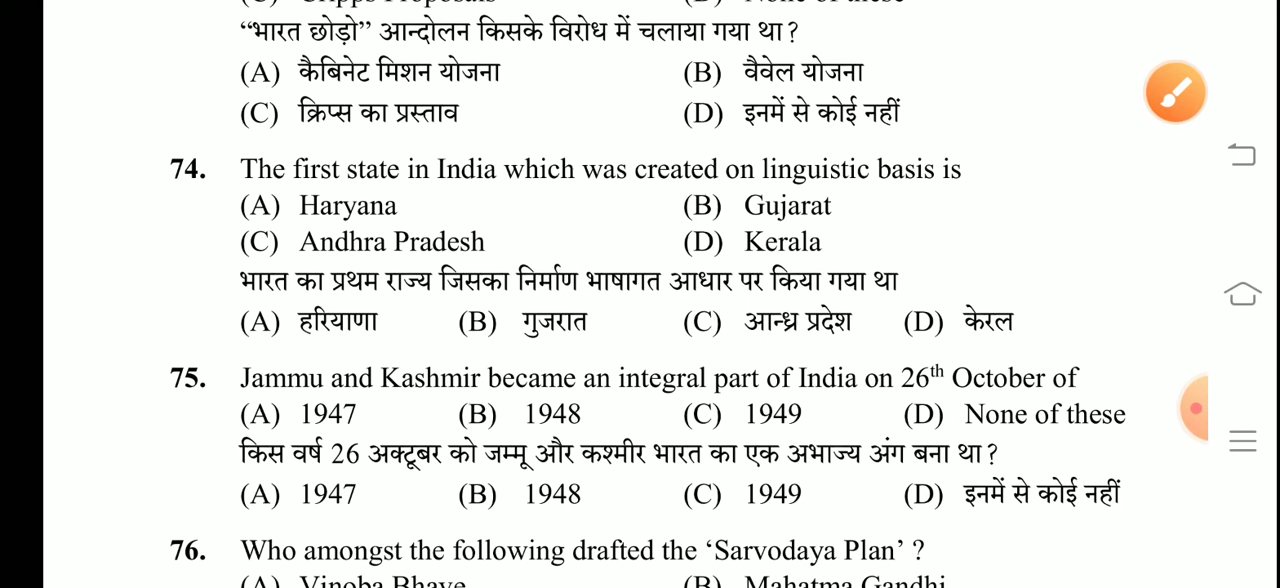 “भारत छोड़ो” आन्दोलन किसके विरोध में चलाया गया था?
(A) कैबिनेट मिशन योजना (B) वैवेल योजना
(C) क्रिप्स का प्रस्ताव (D) इनमें से कोई नहीं
74. The first state in India which was created on linguistic basis is
(A) Haryana (B) Gujarat
(C) Andhra Pradesh (D) Kerala
भारत का प्रथम राज्य जिसका निर्माण भाषागत आधार पर किया गया था
(A) हरियाणा (B) गुजरात (C) आन्ध्र प्रदेश (D) केरल
75. Jammu and Kashmir became an integral part of India on 26th October of
(A) 1947 (B) 1948 (C) 1949 (D) None of these
किस वर्ष 26 अक्टूबर को जम्मू और कश्मीर भारत का एक अभाज्य अंग बना था?
(A) 1947 (B) 1948 (C) 1949 (D) इनमें से कोई नहीं
76. Who amongst the following drafted the ‘Sarvodaya Plan’ ?
(A) Vinoba Bhave (B) Mahatma Gandhi